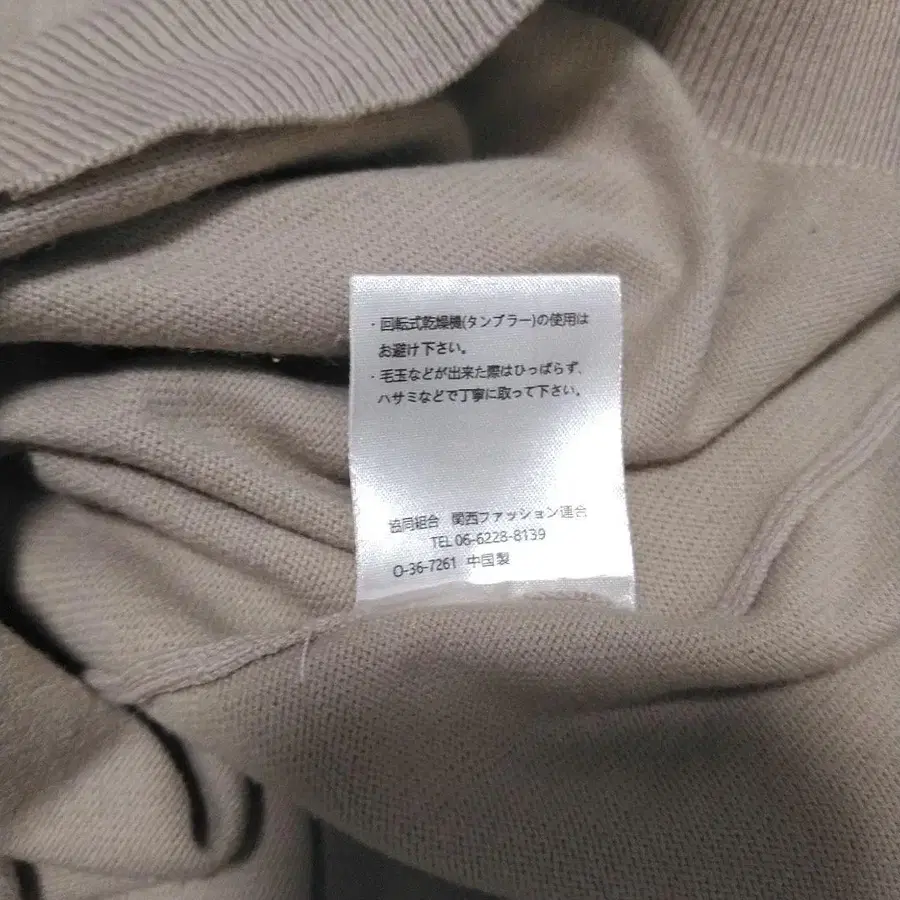 ・回転式乾燥機(タンブラー)の使用は
お避け下さい。
・毛玉などが出来た際はひっぱらず、
ハサミなどで丁寧に取って下さい。
協同組合 関西ファッション連合
TEL 06-6228-8139
O-36-7261 中国製